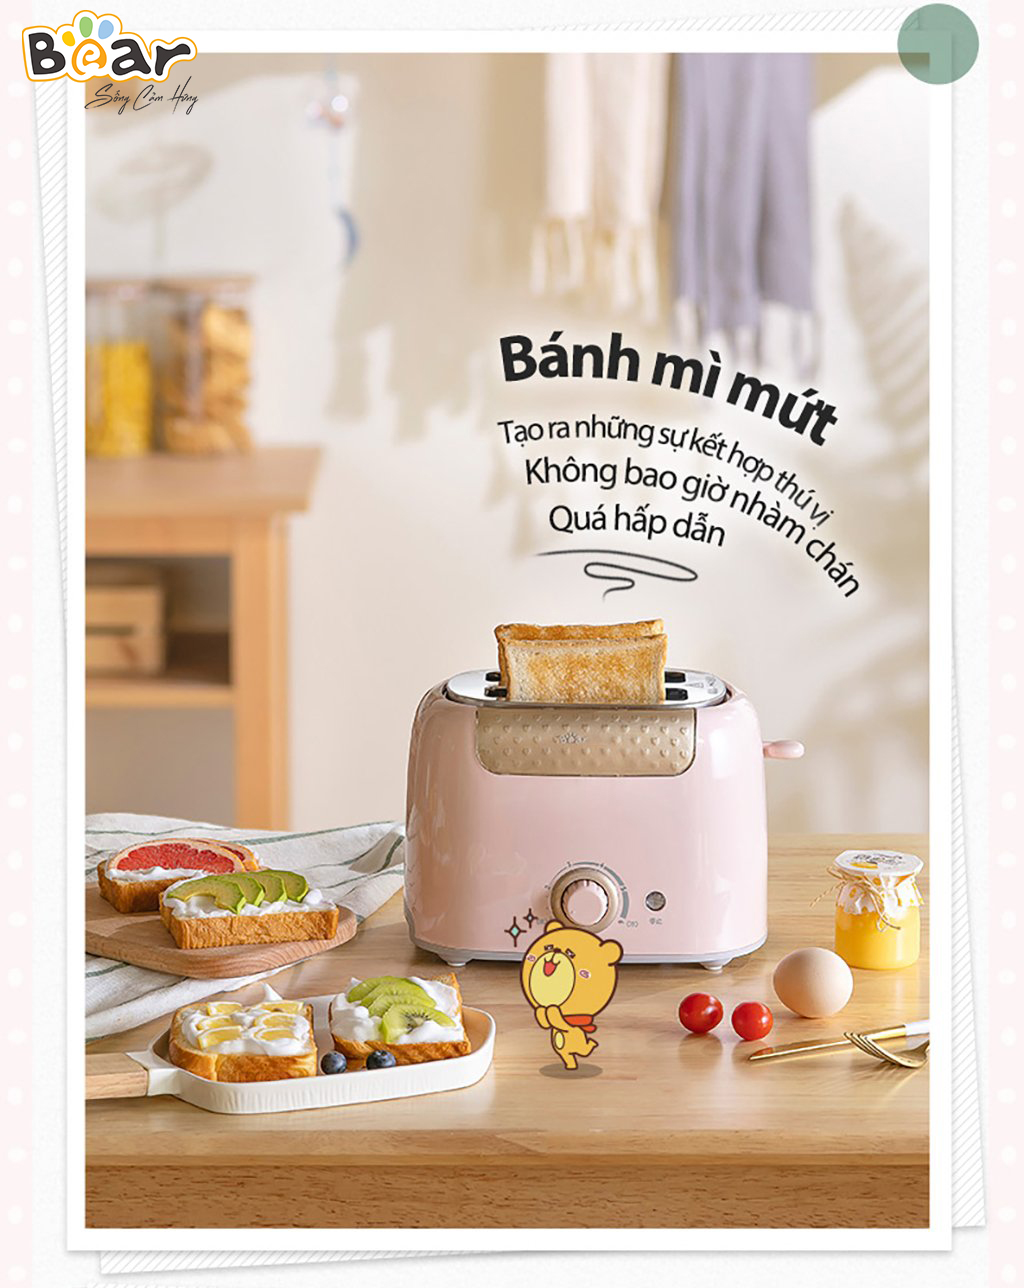 Bear
Sống Cảm Hứng
Bánh mì mứt
Tạo ra những sự kết hợp thú vị
Không bao giờ nhàm chán
Quá hấp dẫn